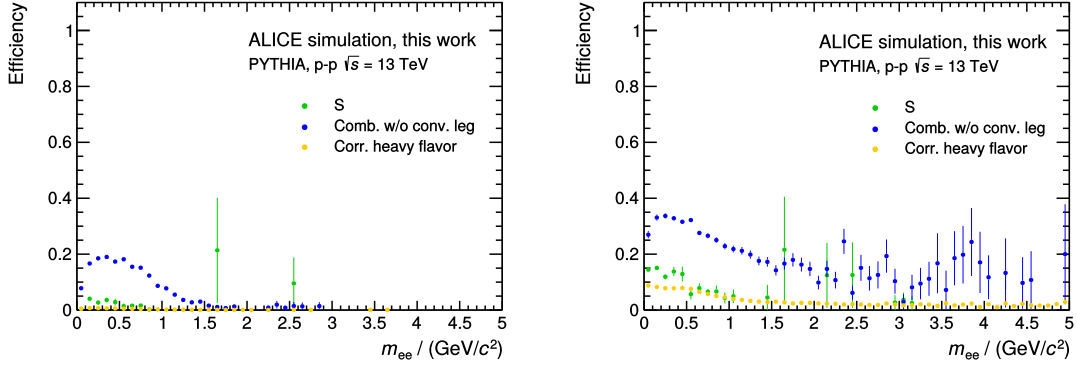 Efficiency
1
0.8
0.6
0.4
0.2
0
ALICE simulation, this work
PYTHIA, p-p √s = 13 TeV
S
Comb. w/o conv. leg
Corr. heavy flavor
0 0.5 1 1.5 2 2.5 3 3.5 4 4.5 5
mee / (GeV/c²)
Efficiency
1
0.8
0.6
0.4
0.2
0
ALICE simulation, this work
PYTHIA, p-p √s = 13 TeV
S
Comb. w/o conv. leg
Corr. heavy flavor
0 0.5 1 1.5 2 2.5 3 3.5 4 4.5 5
mee / (GeV/c²)